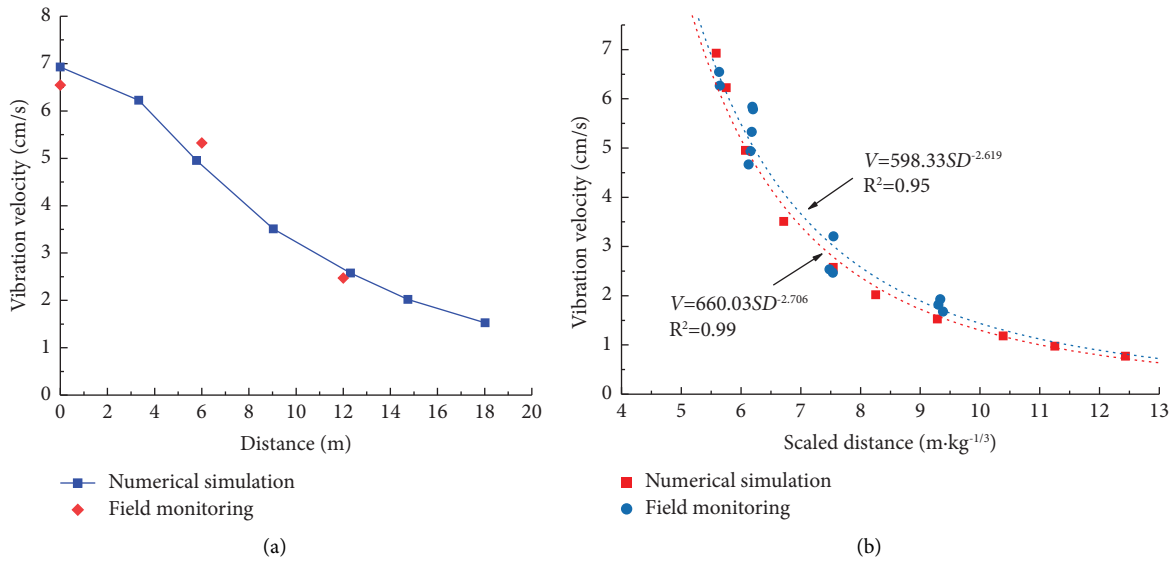 8
7
6
5
4
3
2
1
0
Vibration velocity (cm/s)
0 2 4 6 8 10 12 14 16 18 20
Distance (m)
Numerical simulation
Field monitoring
(a)
7
6
5
4
3
2
1
0
Vibration velocity (cm/s)
V=598.33SD^-2.619
R²=0.95
V=660.03SD^-2.706
R²=0.99
4 5 6 7 8 9 10 11 12 13
Scaled distance (m·kg^-1/3)
Numerical simulation
Field monitoring
(b)